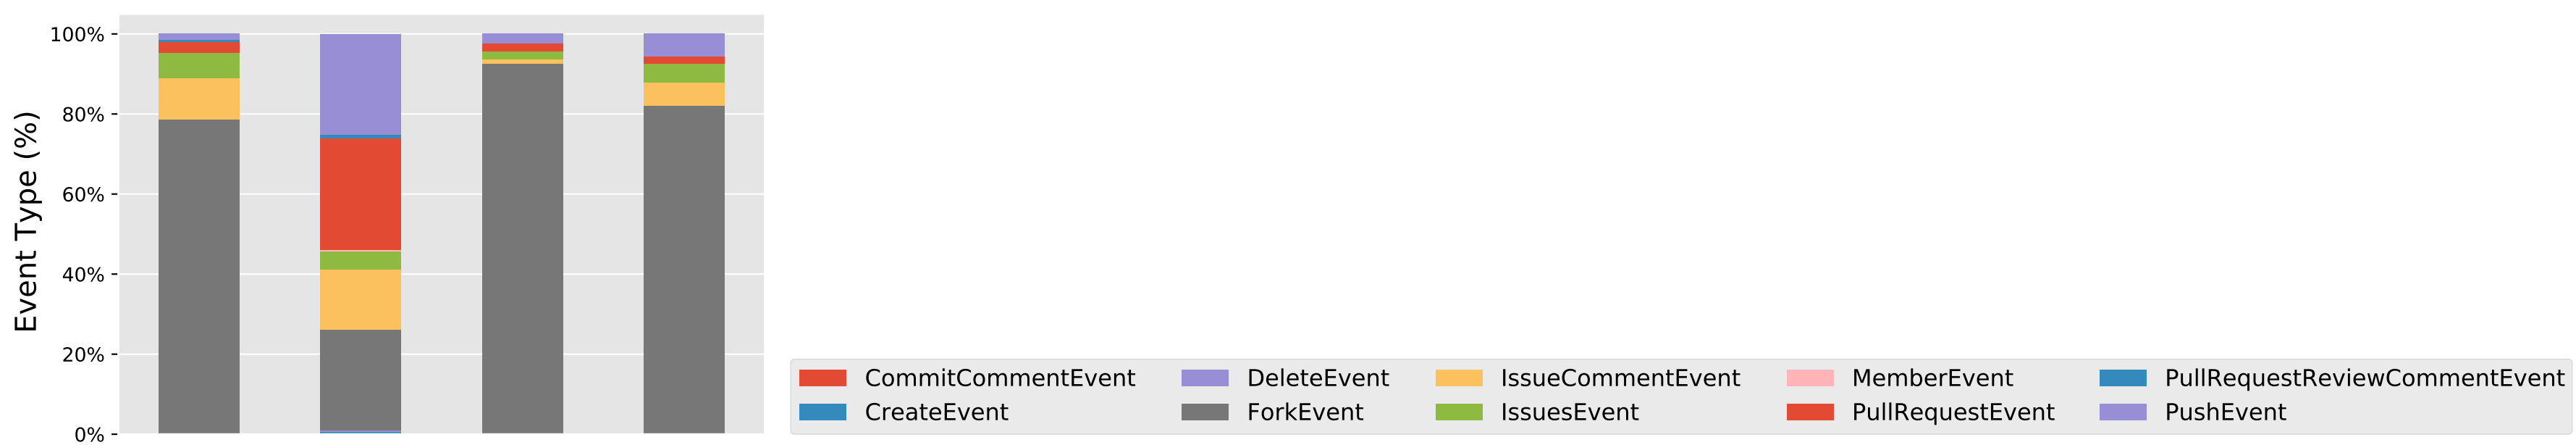 Event Type (%)
100%
80%
60%
40%
20%
0%
CommitCommentEvent DeleteEvent IssueCommentEvent MemberEvent PullRequestReviewCommentEvent
CreateEvent ForkEvent IssuesEvent PullRequestEvent PushEvent